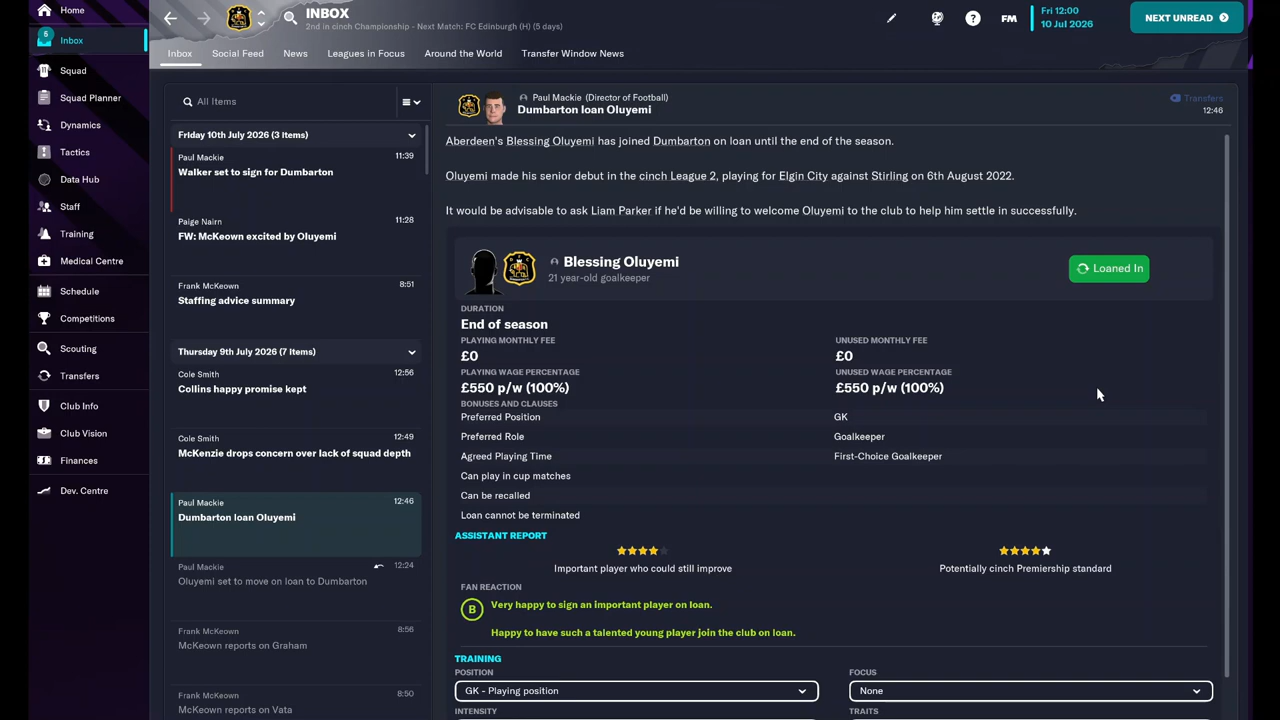 Home
5
Inbox
Squad
Squad Planner
Dynamics
Tactics
Data Hub
Staff
Training
Medical Centre
Schedule
Competitions
Scouting
Transfers
Club Info
Club Vision
Finances
Dev. Centre
INBOX
2nd in cinch Championship - Next Match: FC Edinburgh (H) (5 days)
?
FM
Fri 12:00
10 Jul 2026
NEXT UNREAD
Inbox
Social Feed
News
Leagues in Focus
Around the World
Transfer Window News
All Items
Friday 10th July 2026 (3 Items)
Paul Mackie 11:39
Walker set to sign for Dumbarton
Paige Nairn 11:28
FW: McKeown excited by Oluyemi
Frank McKeown 8:51
Staffing advice summary
Thursday 9th July 2026 (7 Items)
Cole Smith 12:56
Collins happy promise kept
Cole Smith 12:49
McKenzie drops concern over lack of squad depth
Paul Mackie 12:46
Dumbarton loan Oluyemi
Paul Mackie 12:24
Oluyemi set to move on loan to Dumbarton
Frank McKeown 8:56
McKeown reports on Graham
Frank McKeown 8:50
McKeown reports on Vata
Paul Mackie (Director of Football)
Dumbarton loan Oluyemi
Transfers
12:46
Aberdeen's Blessing Oluyemi has joined Dumbarton on loan until the end of the season.
Oluyemi made his senior debut in the cinch League 2, playing for Elgin City against Stirling on 6th August 2022.
It would be advisable to ask Liam Parker if he'd be willing to welcome Oluyemi to the club to help him settle in successfully.
Blessing Oluyemi
21 year-old goalkeeper
Loaned In
DURATION
End of season
PLAYING MONTHLY FEE UNUSED MONTHLY FEE
£0 £0
PLAYING WAGE PERCENTAGE UNUSED WAGE PERCENTAGE
£550 p/w (100%) £550 p/w (100%)
BONUSES AND CLAUSES
Preferred Position GK
Preferred Role Goalkeeper
Agreed Playing Time First-Choice Goalkeeper
Can play in cup matches
Can be recalled
Loan cannot be terminated
ASSISTANT REPORT
Important player who could still improve Potentially cinch Premiership standard
FAN REACTION
B
Very happy to sign an important player on loan.
Happy to have such a talented young player join the club on loan.
TRAINING
POSITION FOCUS
GK - Playing position None
INTENSITY TRAITS